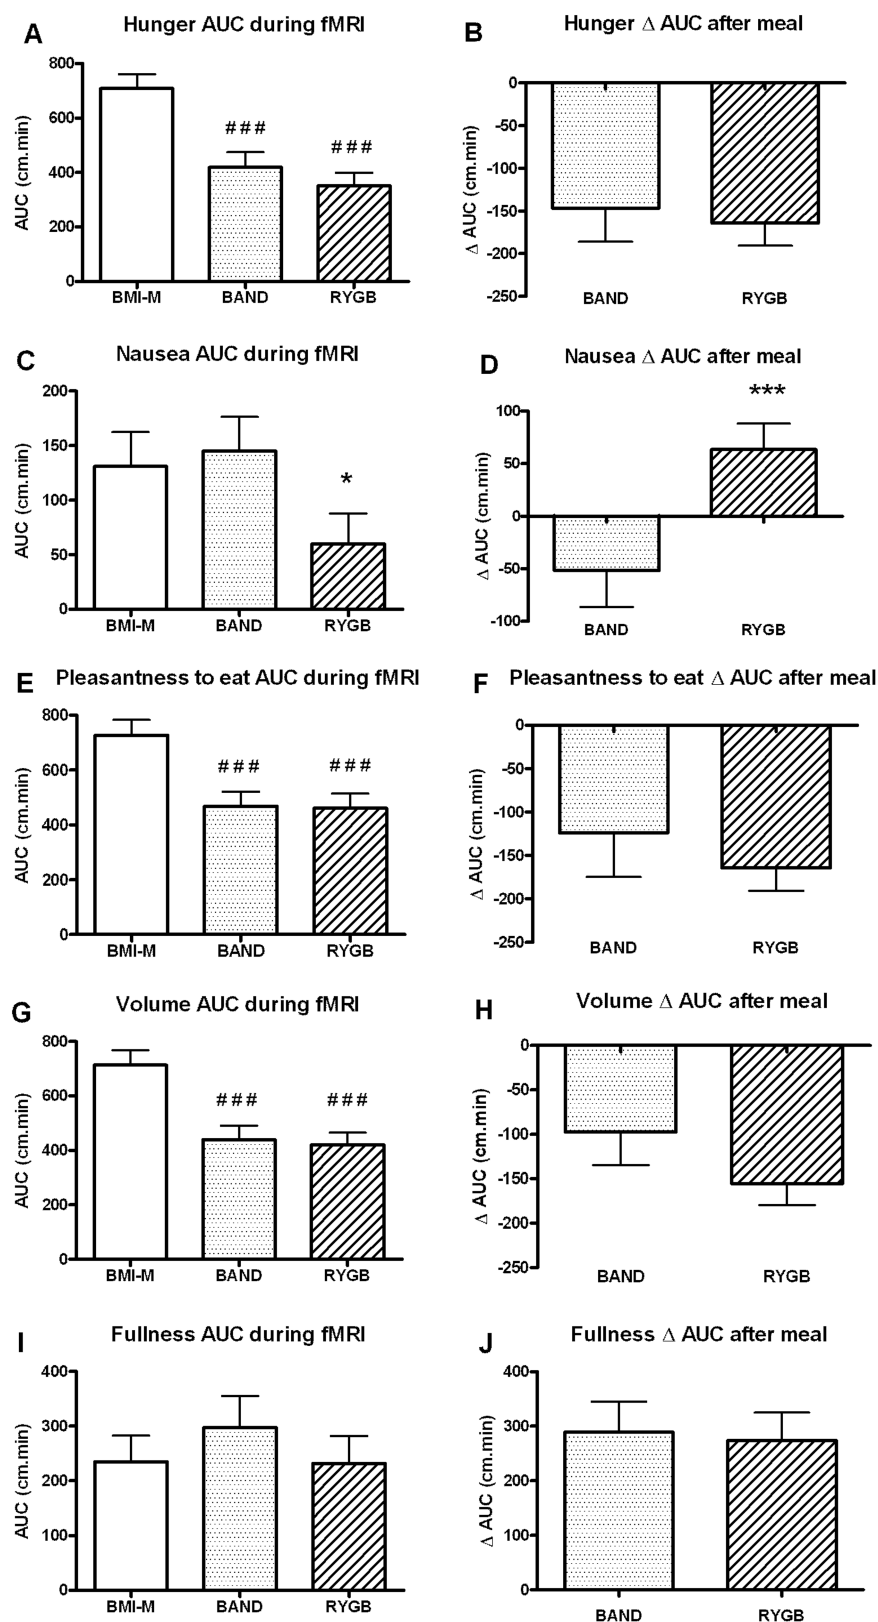 A Hunger AUC during fMRI
AUC (cm.min)
800
600
400
200
0
###
###
BMI-M BAND RYGB
B Hunger Δ AUC after meal
Δ AUC (cm.min)
0
-50
-100
-150
-200
-250
BAND RYGB
C Nausea AUC during fMRI
AUC (cm.min)
200
150
100
50
0
*
BMI-M BAND RYGB
D Nausea Δ AUC after meal
Δ AUC (cm.min)
100
50
0
-50
-100
***
BAND RYGB
E Pleasantness to eat AUC during fMRI
AUC (cm.min)
800
600
400
200
0
###
###
BMI-M BAND RYGB
F Pleasantness to eat Δ AUC after meal
Δ AUC (cm.min)
0
-50
-100
-150
-200
-250
BAND RYGB
G Volume AUC during fMRI
AUC (cm.min)
800
600
400
200
0
###
###
BMI-M BAND RYGB
H Volume Δ AUC after meal
Δ AUC (cm.min)
0
-50
-100
-150
-200
-250
BAND RYGB
I Fullness AUC during fMRI
AUC (cm.min)
400
300
200
100
0
BMI-M BAND RYGB
J Fullness Δ AUC after meal
Δ AUC (cm.min)
400
300
200
100
0
BAND RYGB